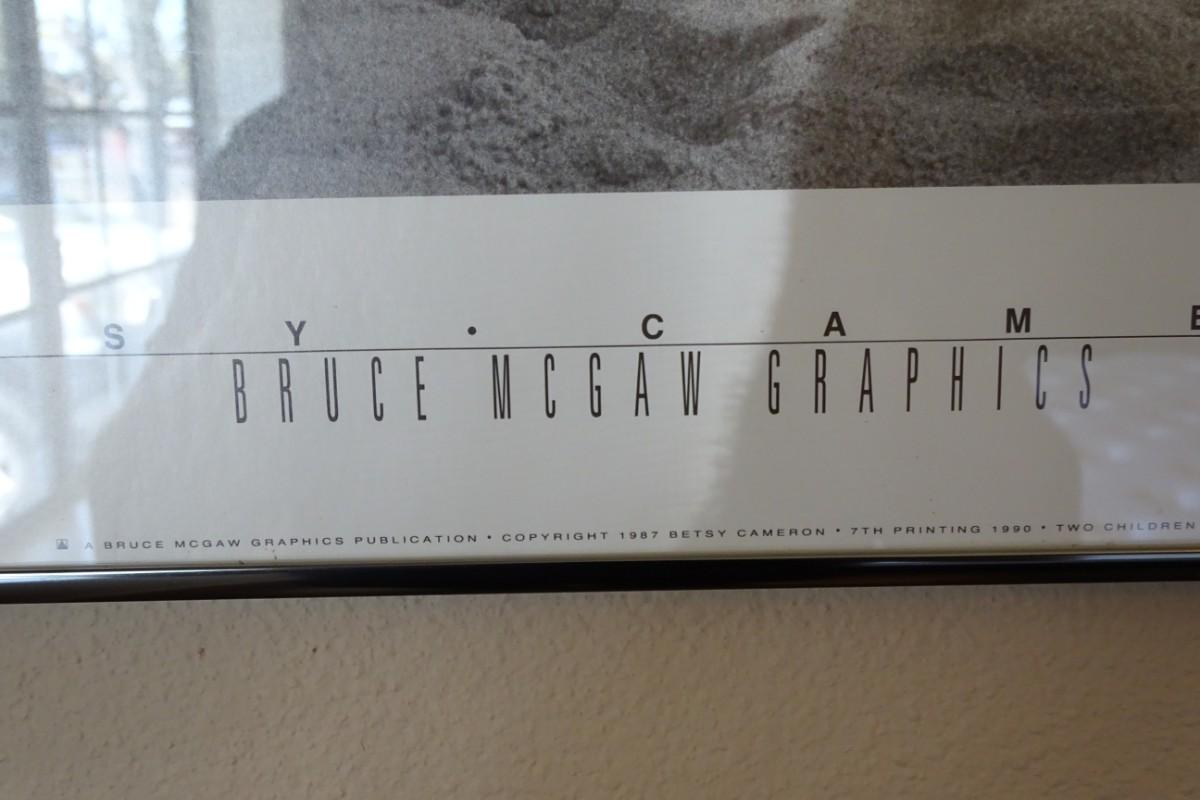 S Y • C A M E
BRUCE MCGAW GRAPHICS
A BRUCE MCGAW GRAPHICS PUBLICATION • COPYRIGHT 1987 BETSY CAMERON • 7TH PRINTING 1990 • TWO CHILDREN